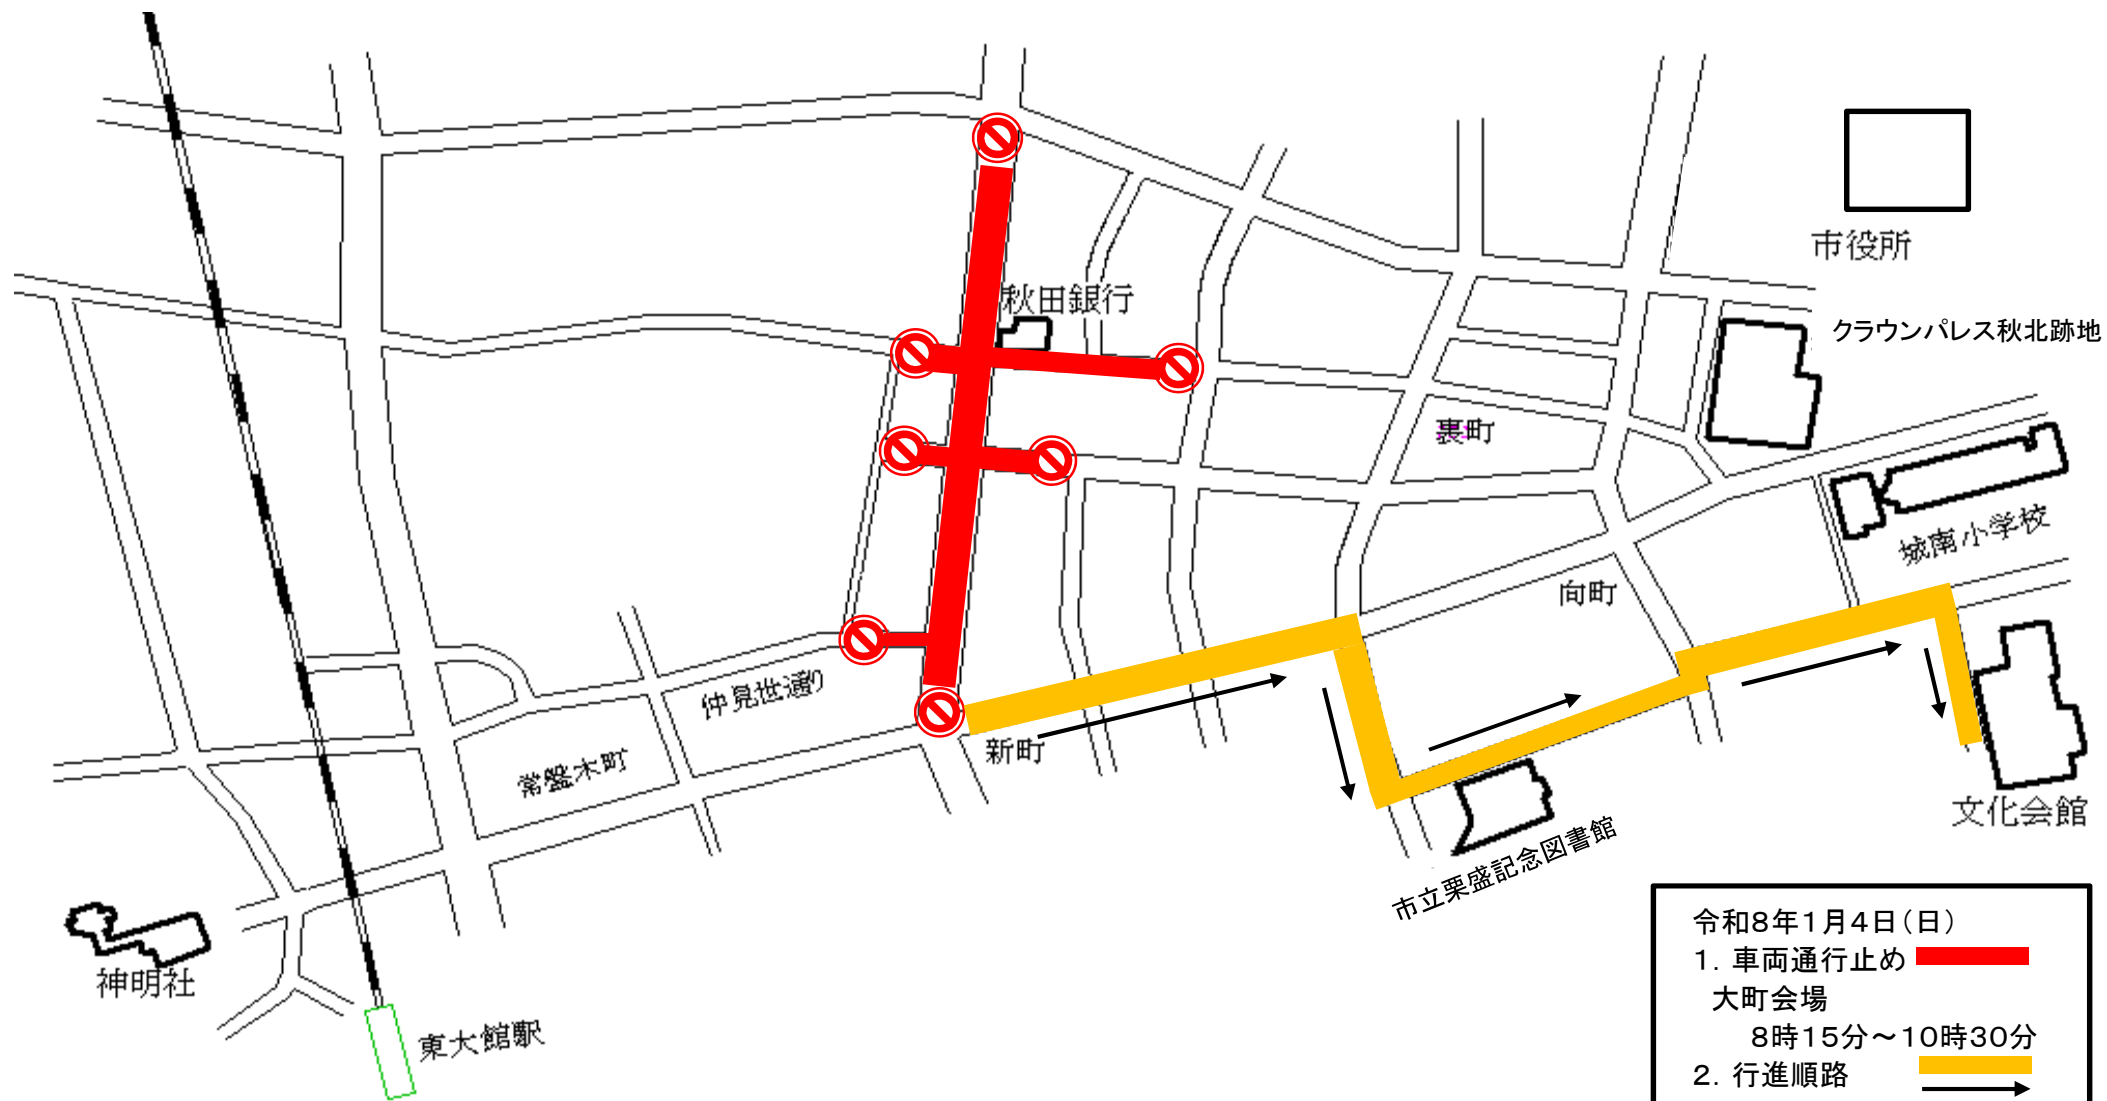 市役所
秋田銀行
クラウンパレス秋北跡地
裏町
城南小学校
向町
仲見世通り
新町
常盤木町
文化会館
市立栗盛記念図書館
神明社
東大館駅
令和8年1月4日(日)
1. 車両通行止め
大町会場
8時15分～10時30分
2. 行進順路